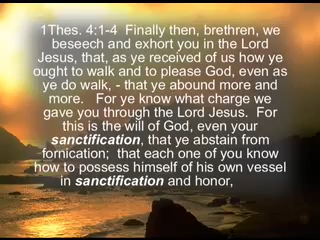 1Thes. 4:1-4  Finally then, brethren, we
beseech and exhort you in the Lord
Jesus, that, as ye received of us how ye
ought to walk and to please God, even as
ye do walk, - that ye abound more and
more.   For ye know what charge we
gave you through the Lord Jesus.  For
this is the will of God, even your
sanctification, that ye abstain from
fornication;  that each one of you know
how to possess himself of his own vessel
in sanctification and honor,